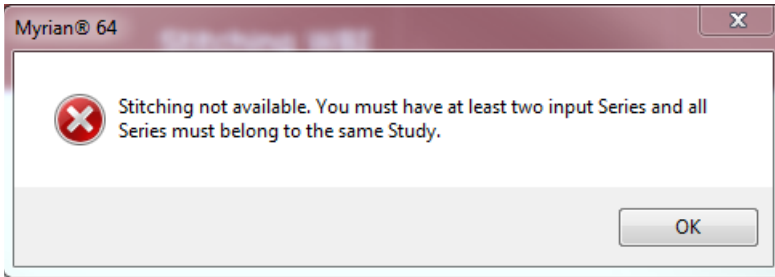 Myrian® 64
Stitching
Stitching not available. You must have at least two input Series and all
Series must belong to the same Study.
OK